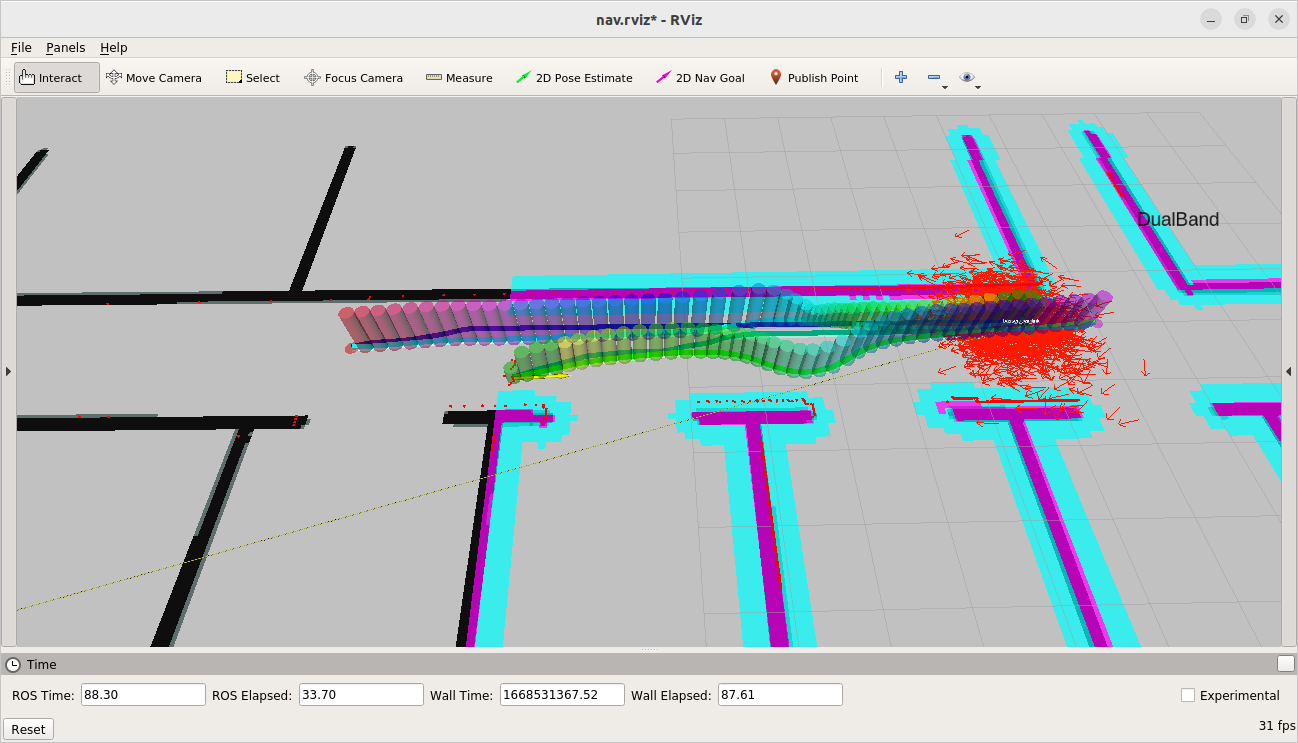 nav.rviz* - RViz
File Panels Help
Interact Move Camera Select Focus Camera Measure 2D Pose Estimate 2D Nav Goal Publish Point
DualBand
Time
ROS Time: 88.30 ROS Elapsed: 33.70 Wall Time: 1668531367.52 Wall Elapsed: 87.61 Experimental
Reset 31 fps